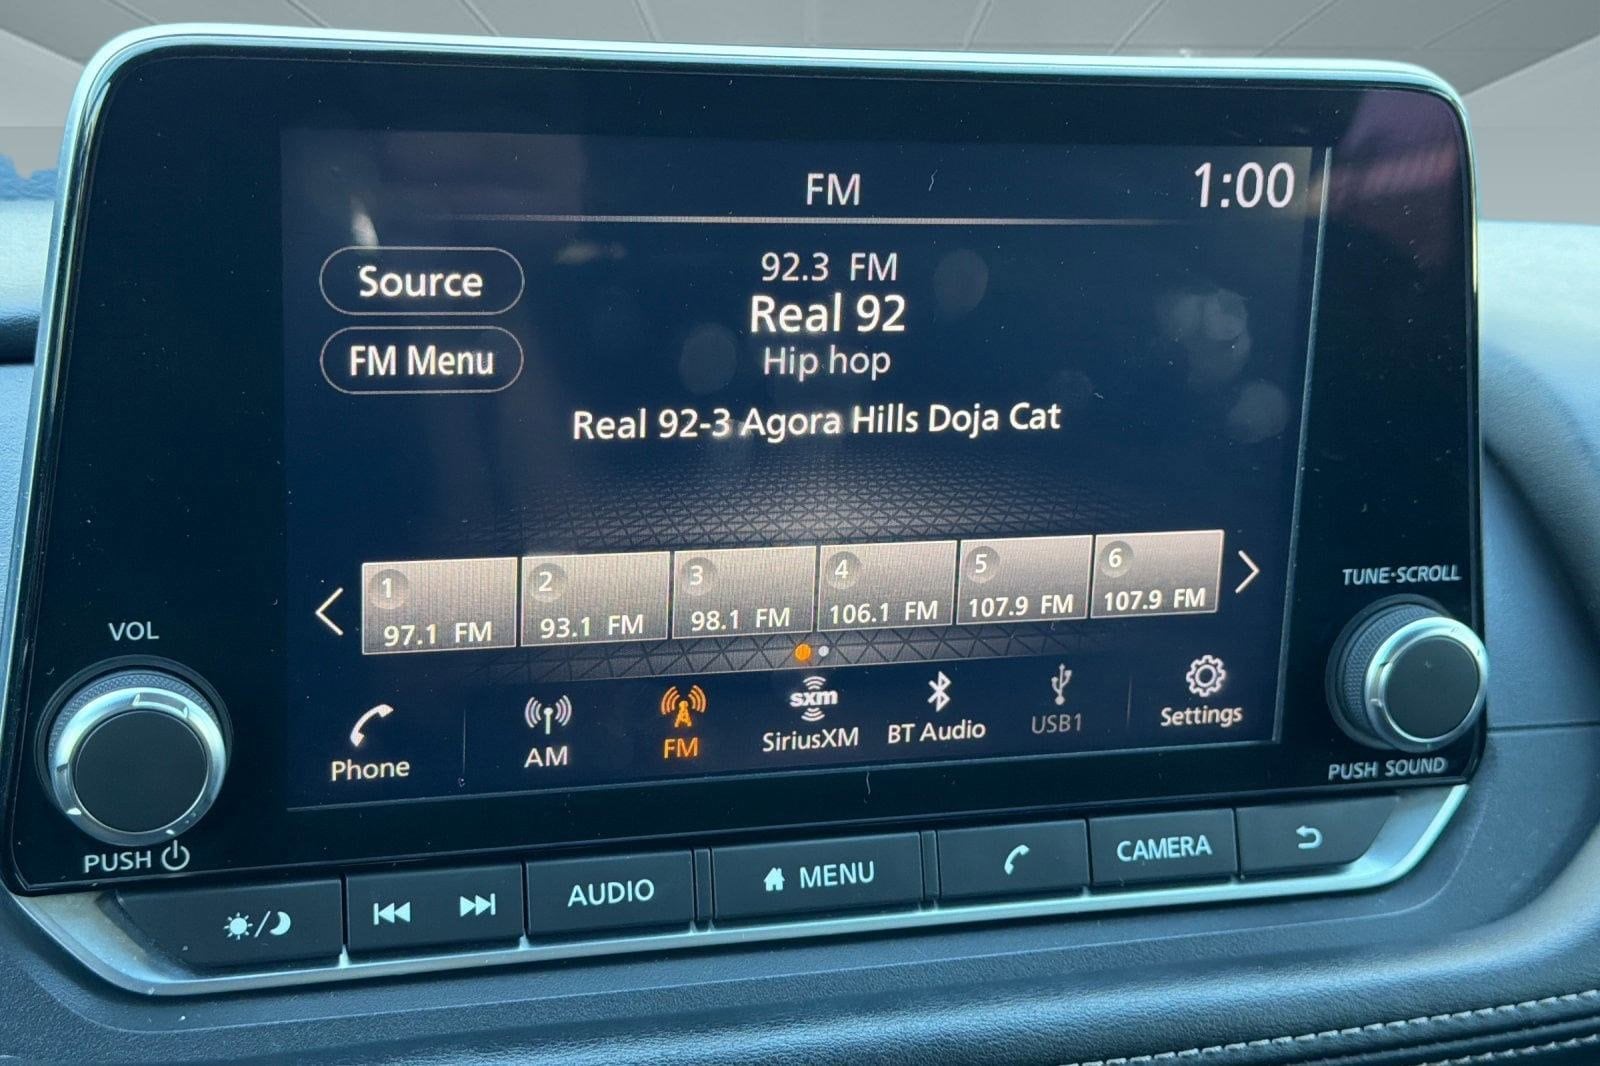 FM
1:00
Source
92.3 FM
Real 92
FM Menu
Hip hop
Real 92-3 Agora Hills Doja Cat
1
97.1 FM
2
93.1 FM
3
98.1 FM
4
106.1 FM
5
107.9 FM
6
107.9 FM
VOL
TUNE·SCROLL
Phone
AM
FM
sxm
SiriusXM
BT Audio
USB1
Settings
PUSH
PUSH SOUND
AUDIO
MENU
CAMERA